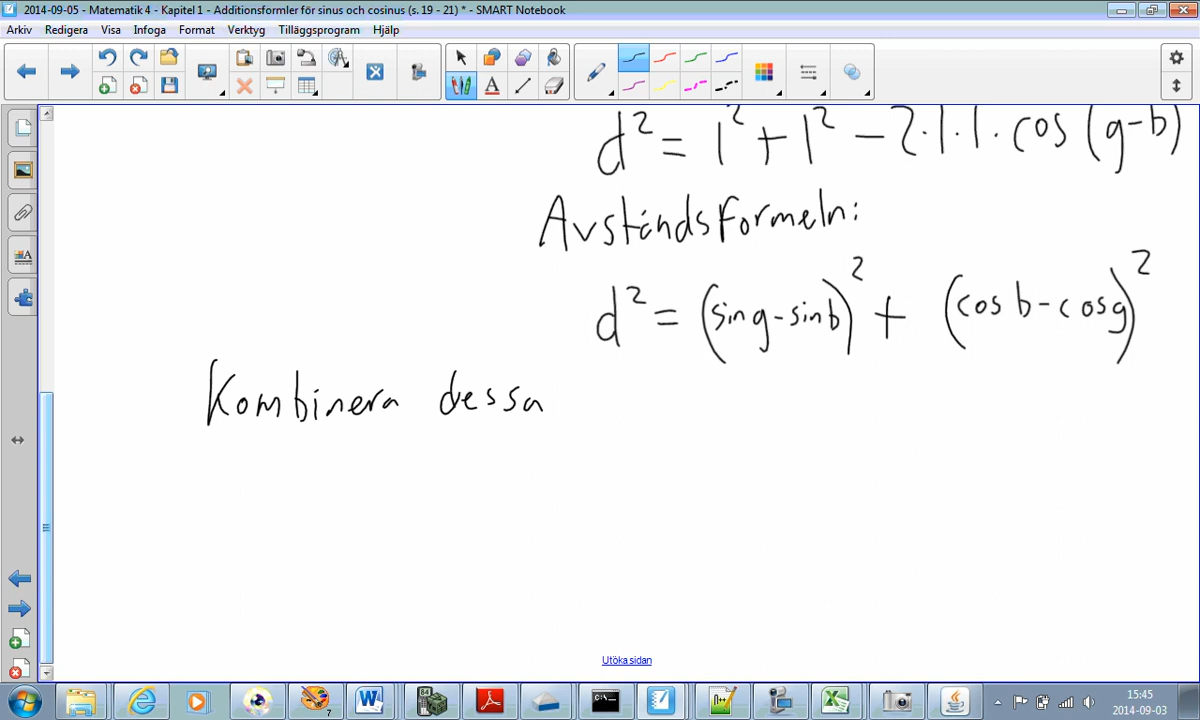 2014-09-05 - Matematik 4 - Kapitel 1 - Additionsformler för sinus och cosinus (s. 19 - 21) * - SMART Notebook
Arkiv Redigera Visa Infoga Format Verktyg Tilläggsprogram Hjälp
d² = 1² + 1² - 2·1·1·cos (g-b)
Avståndsformeln:
d² = (sin g - sin b)² + (cos b - cos g)²
Kombinera dessa
Utöka sidan
15:45
2014-09-03